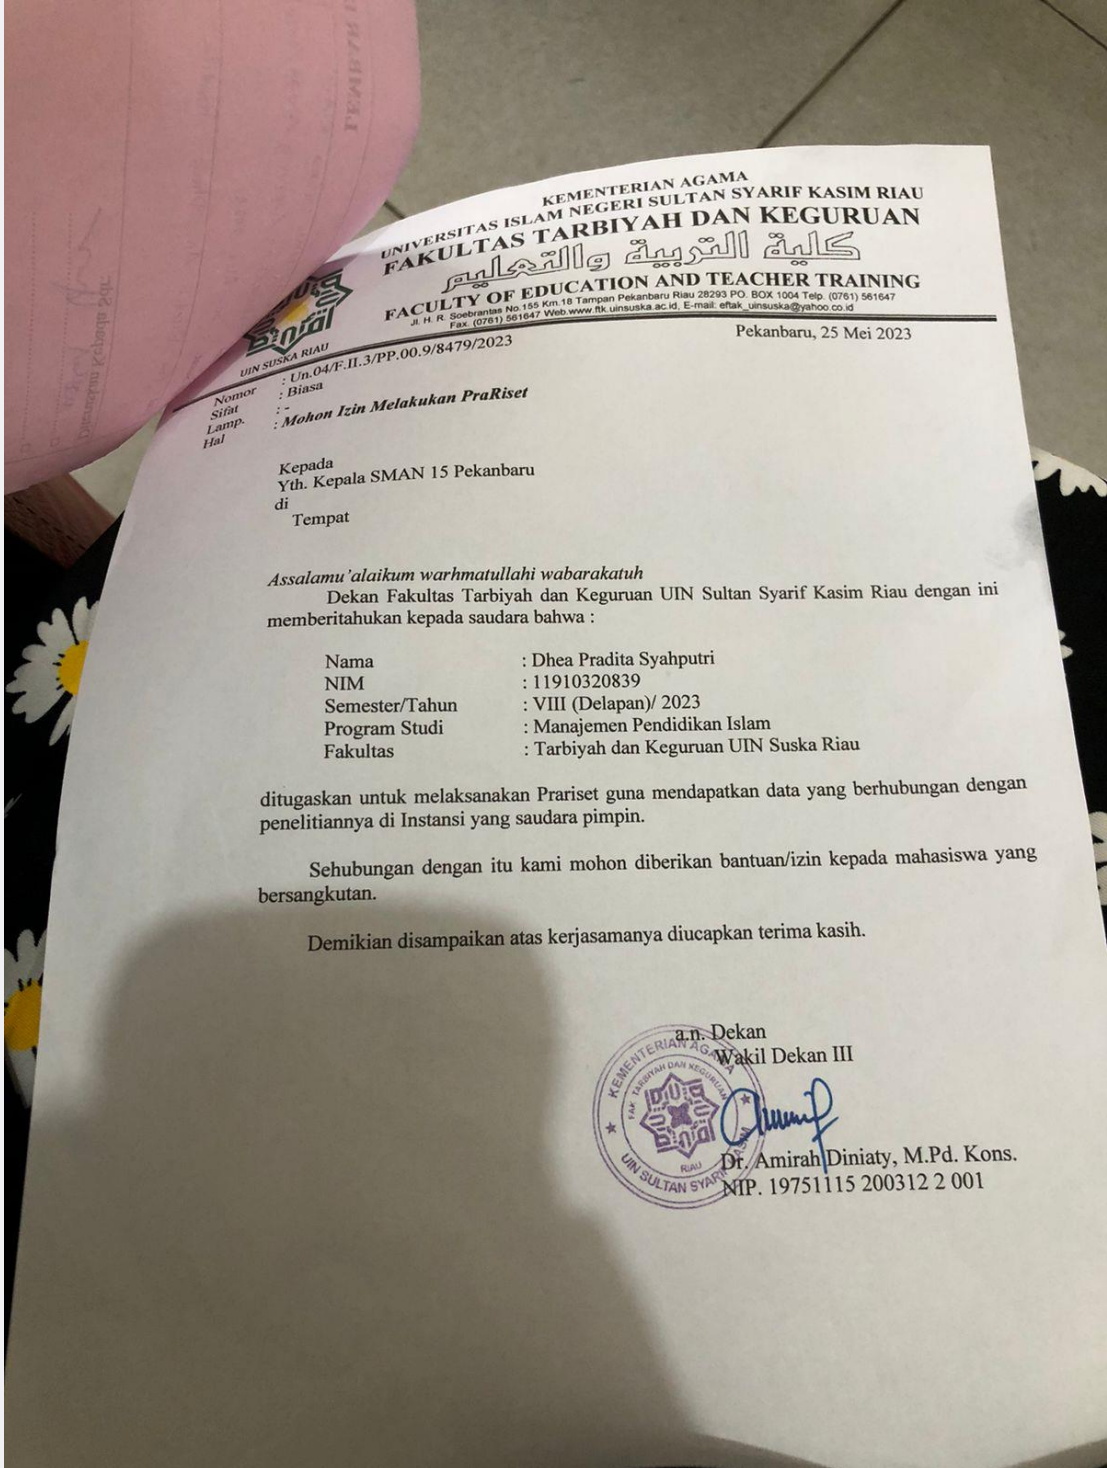 KEMENTERIAN AGAMA
UNIVERSITAS ISLAM NEGERI SULTAN SYARIF KASIM RIAU
FAKULTAS TARBIYAH DAN KEGURUAN
كلية التربية والتعليم
FACULTY OF EDUCATION AND TEACHER TRAINING
Jl. H. R. Soebrantas No.155 Km.18 Tampan Pekanbaru Riau 28293 PO. BOX 1004 Telp. (0761) 561647
Fax. (0761) 561647 Web.www.ftk.uinsuska.ac.id, E-mail: eftak_uinsuska@yahoo.co.id
UIN SUSKA RIAU
Pekanbaru, 25 Mei 2023
Nomor : Un.04/F.II.3/PP.00.9/8479/2023
Sifat : Biasa
Lamp. : -
Hal : Mohon Izin Melakukan PraRiset
Kepada
Yth. Kepala SMAN 15 Pekanbaru
di
Tempat
Assalamu’alaikum warhmatullahi wabarakatuh
Dekan Fakultas Tarbiyah dan Keguruan UIN Sultan Syarif Kasim Riau dengan ini
memberitahukan kepada saudara bahwa :
Nama : Dhea Pradita Syahputri
NIM : 11910320839
Semester/Tahun : VIII (Delapan)/ 2023
Program Studi : Manajemen Pendidikan Islam
Fakultas : Tarbiyah dan Keguruan UIN Suska Riau
ditugaskan untuk melaksanakan Prariset guna mendapatkan data yang berhubungan dengan
penelitiannya di Instansi yang saudara pimpin.
Sehubungan dengan itu kami mohon diberikan bantuan/izin kepada mahasiswa yang
bersangkutan.
Demikian disampaikan atas kerjasamanya diucapkan terima kasih.
a.n. Dekan
Wakil Dekan III
KEMENTERIAN AGAMA
FAK. TARBIYAH DAN KEGURUAN
RIAU
UIN SULTAN SYARIF KASIM
Dr. Amirah Diniaty, M.Pd. Kons.
NIP. 19751115 200312 2 001